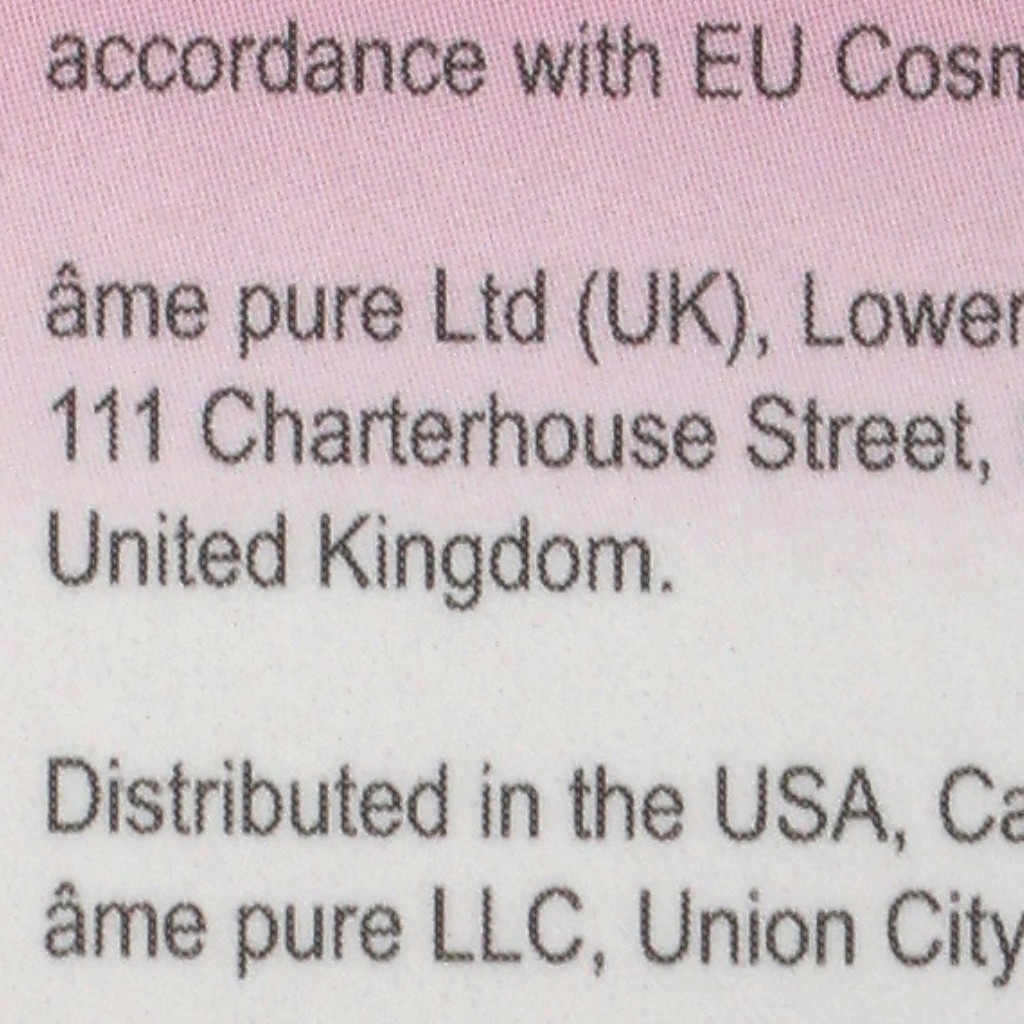 accordance with EU Cosm
âme pure Ltd (UK), Lower
111 Charterhouse Street,
United Kingdom.
Distributed in the USA, Ca
âme pure LLC, Union City